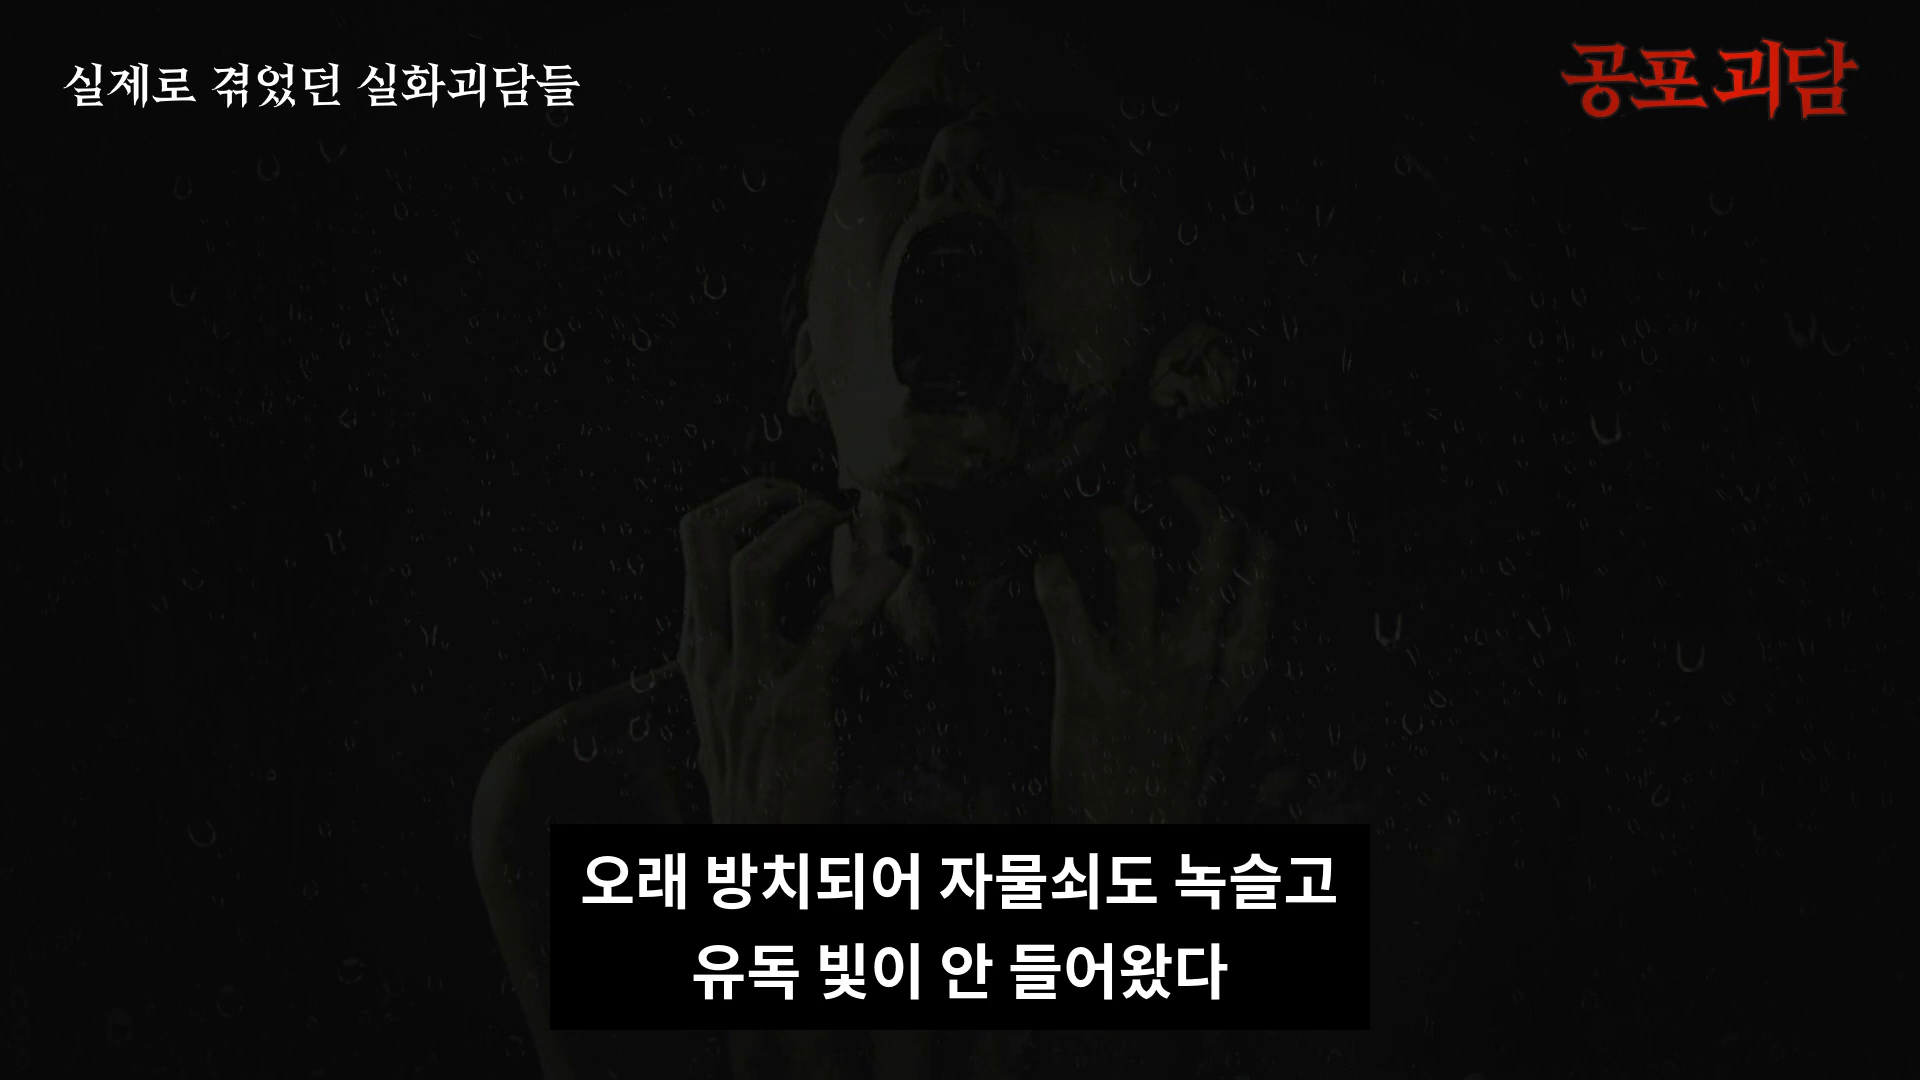 실제로 겪었던 실화괴담들
공포괴담
오래 방치되어 자물쇠도 녹슬고
유독 빛이 안 들어왔다